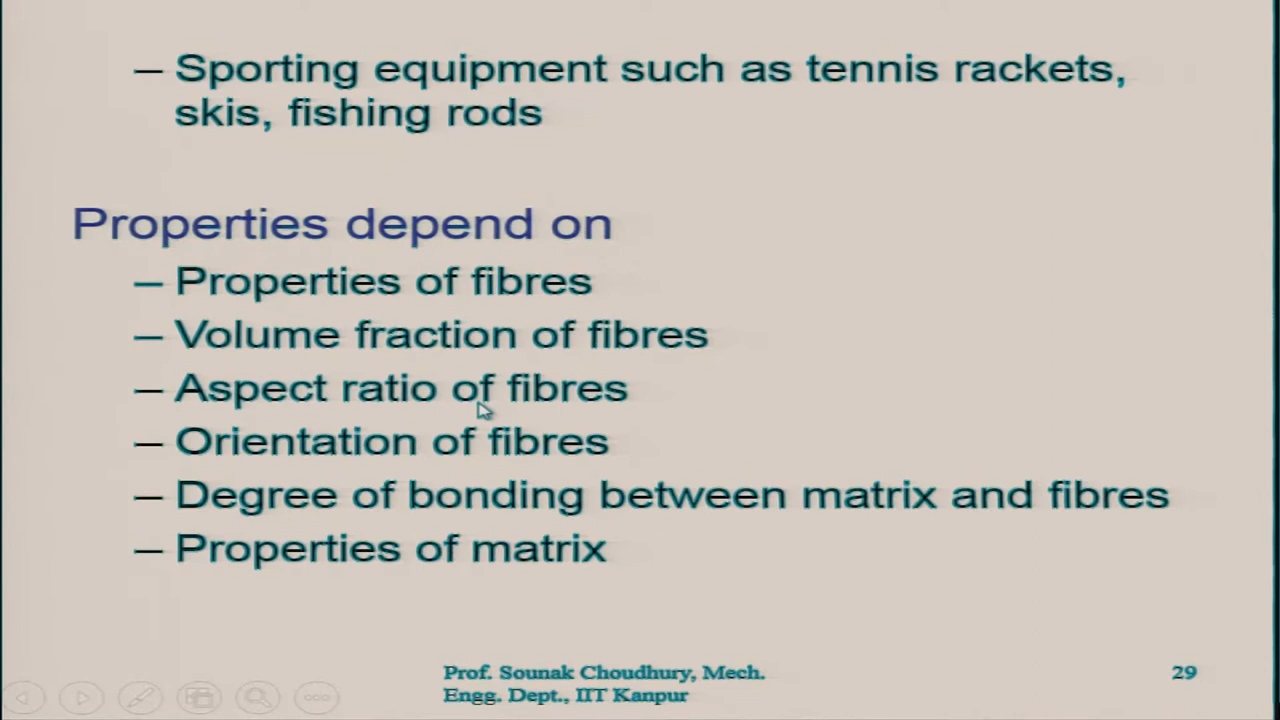 – Sporting equipment such as tennis rackets,
skis, fishing rods
Properties depend on
– Properties of fibres
– Volume fraction of fibres
– Aspect ratio of fibres
– Orientation of fibres
– Degree of bonding between matrix and fibres
– Properties of matrix
Prof. Sounak Choudhury, Mech.
Engg. Dept., IIT Kanpur
29